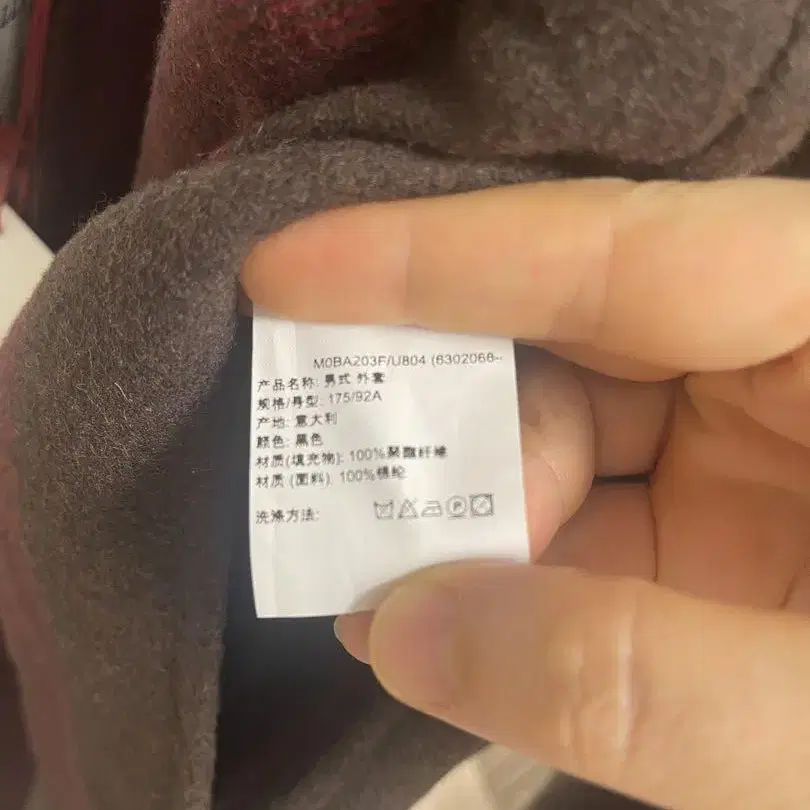 M0BA203F/U804 (6302066-
产品名称: 男式 外套
规格/号型: 175/92A
产地: 意大利
颜色: 黑色
材质(填充物): 100%聚酯纤维
材质 (面料): 100%锦纶
洗涤方法: